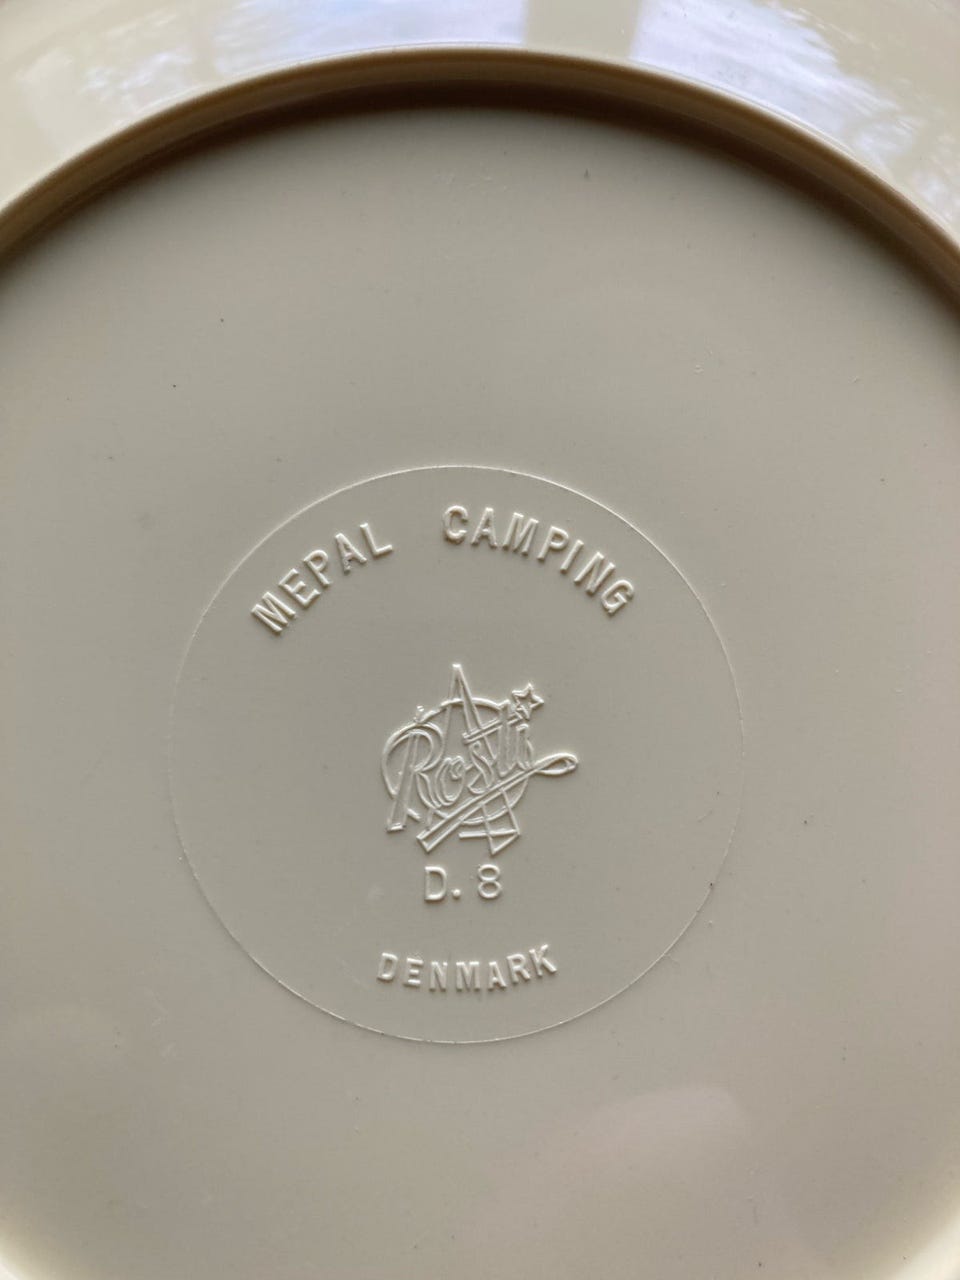 MEPAL CAMPING
Rosti
D. 8
DENMARK